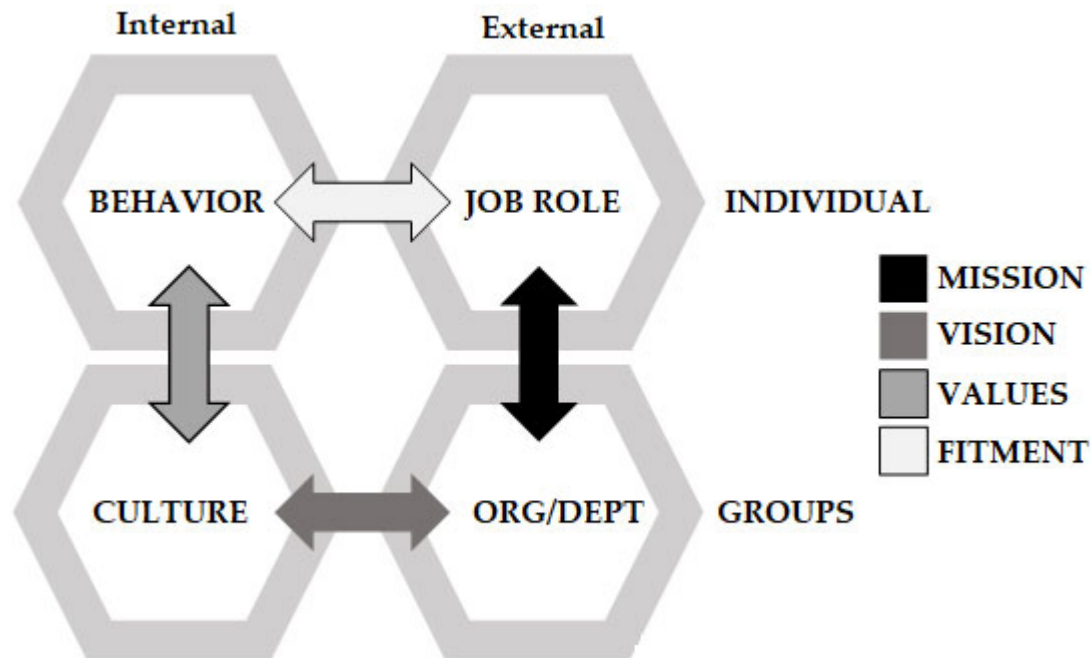 Internal
External
BEHAVIOR
JOB ROLE
INDIVIDUAL
MISSION
VISION
VALUES
FITMENT
CULTURE
ORG/DEPT
GROUPS